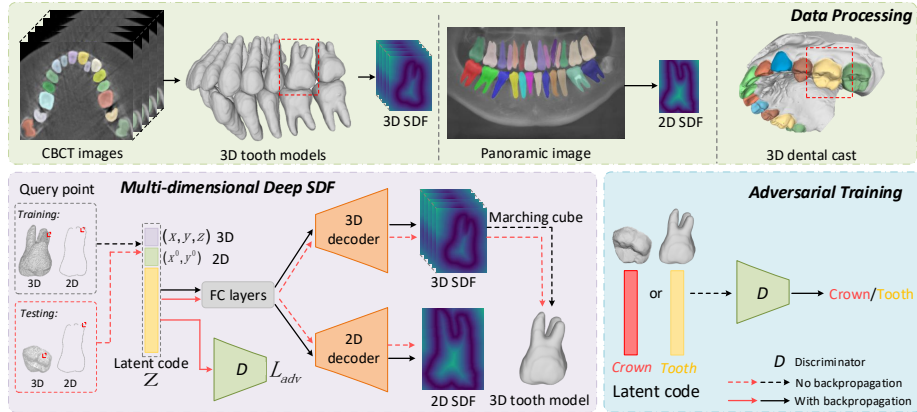 Data Processing
CBCT images
3D tooth models
3D SDF
Panoramic image
2D SDF
3D dental cast
Query point
Multi-dimensional Deep SDF
Training:
3D
2D
Testing:
3D
2D
(x, y, z) 3D
(x⁰, y⁰) 2D
Latent code
Z
FC layers
D
L_adv
3D
decoder
2D
decoder
3D SDF
2D SDF
Marching cube
3D tooth model
Adversarial Training
or
Crown
Tooth
Latent code
D
Crown/Tooth
D Discriminator
No backpropagation
With backpropagation